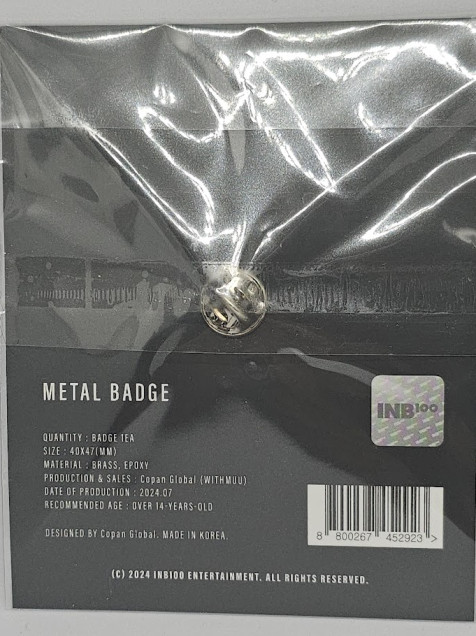 METAL BADGE
INB100
QUANTITY : BADGE TEA
SIZE : 40X47(MM)
MATERIAL : BRASS, EPOXY
PRODUCTION & SALES : Copan Global (WITHMUU)
DATE OF PRODUCTION : 2024.07
RECOMMENDED AGE : OVER 14-YEARS-OLD
DESIGNED BY Copan Global. MADE IN KOREA.
8 800267 452923 >
(C) 2024 INB100 ENTERTAINMENT. ALL RIGHTS RESERVED.